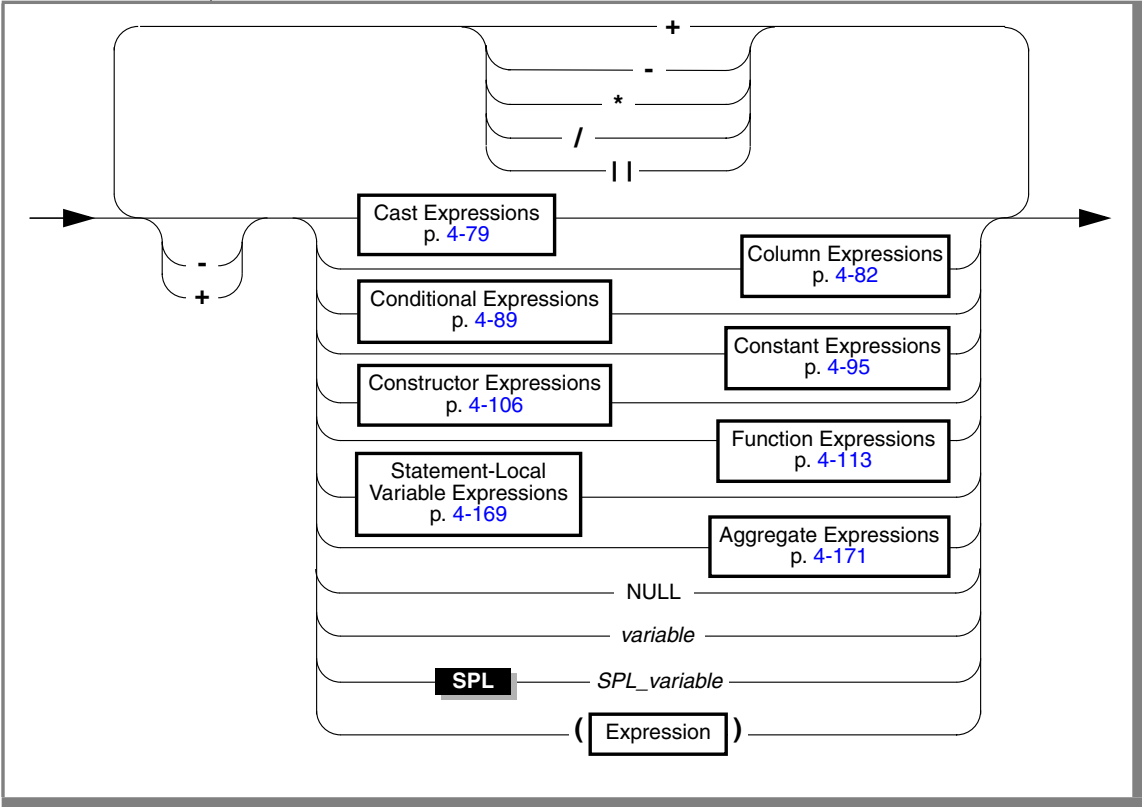 +
-
*
/
||
Cast Expressions
p. 4-79
Column Expressions
p. 4-82
-
+
Conditional Expressions
p. 4-89
Constant Expressions
p. 4-95
Constructor Expressions
p. 4-106
Function Expressions
p. 4-113
Statement-Local
Variable Expressions
p. 4-169
Aggregate Expressions
p. 4-171
NULL
variable
SPL SPL_variable
( Expression )